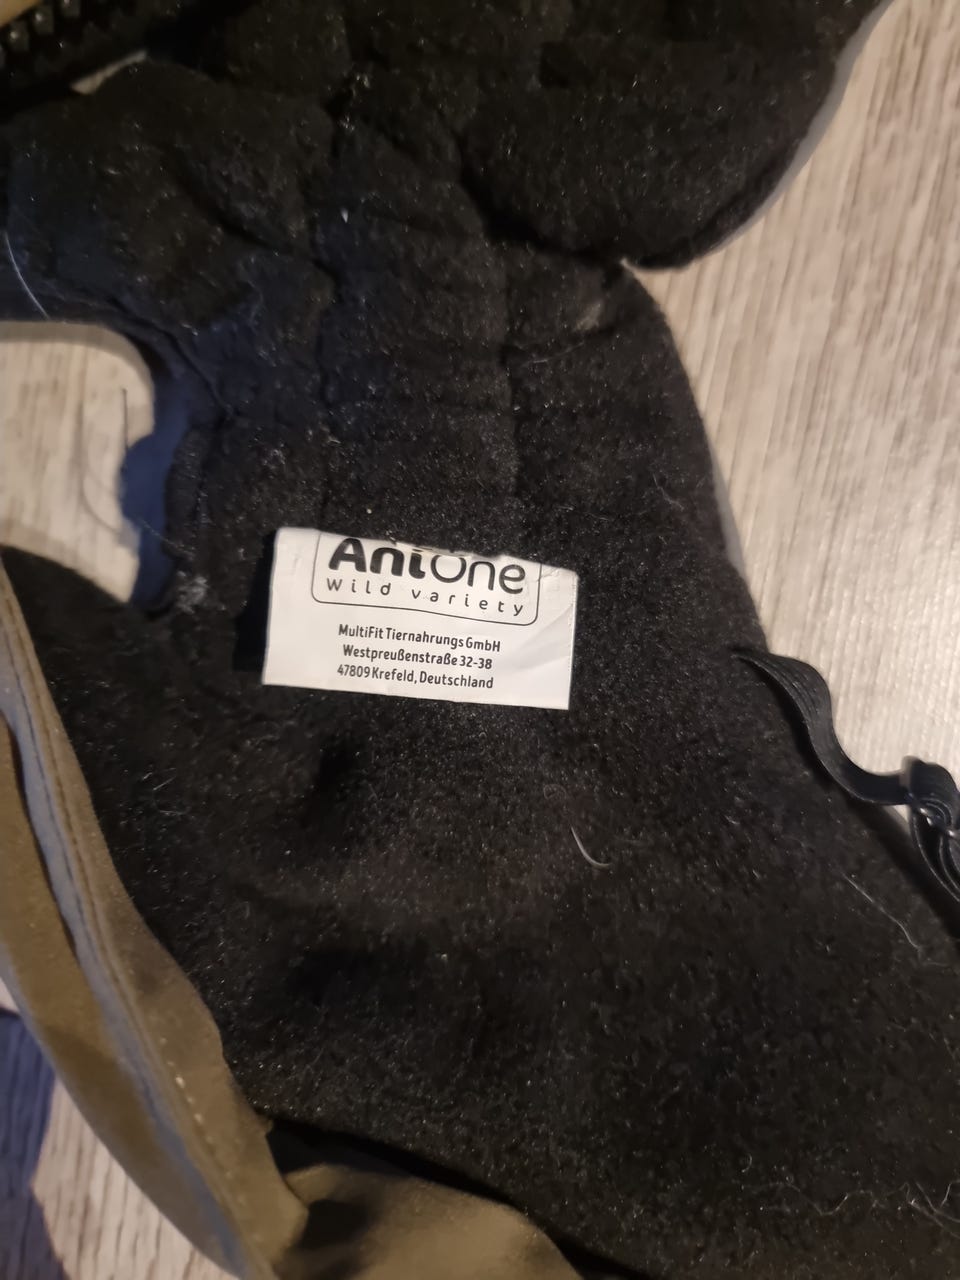 AniOne
Wild variety
MultiFit Tiernahrungs GmbH
Westpreußenstraße 32-38
47809 Krefeld, Deutschland